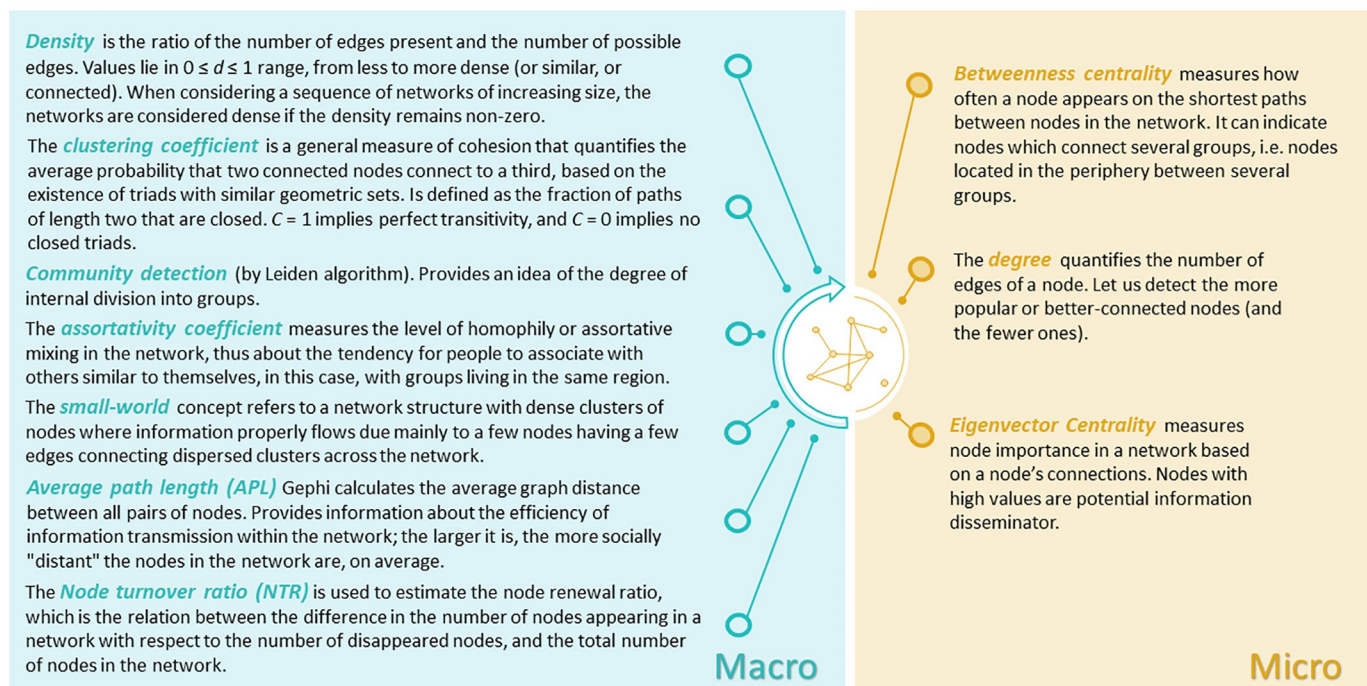 Density is the ratio of the number of edges present and the number of possible
edges. Values lie in 0 ≤ d ≤ 1 range, from less to more dense (or similar, or
connected). When considering a sequence of networks of increasing size, the
networks are considered dense if the density remains non-zero.
The clustering coefficient is a general measure of cohesion that quantifies the
average probability that two connected nodes connect to a third, based on the
existence of triads with similar geometric sets. Is defined as the fraction of paths
of length two that are closed. C = 1 implies perfect transitivity, and C = 0 implies no
closed triads.
Community detection (by Leiden algorithm). Provides an idea of the degree of
internal division into groups.
The assortativity coefficient measures the level of homophily or assortative
mixing in the network, thus about the tendency for people to associate with
others similar to themselves, in this case, with groups living in the same region.
The small-world concept refers to a network structure with dense clusters of
nodes where information properly flows due mainly to a few nodes having a few
edges connecting dispersed clusters across the network.
Average path length (APL) Gephi calculates the average graph distance
between all pairs of nodes. Provides information about the efficiency of
information transmission within the network; the larger it is, the more socially
"distant" the nodes in the network are, on average.
The Node turnover ratio (NTR) is used to estimate the node renewal ratio,
which is the relation between the difference in the number of nodes appearing in a
network with respect to the number of disappeared nodes, and the total number
of nodes in the network.
Macro
Betweenness centrality measures how
often a node appears on the shortest paths
between nodes in the network. It can indicate
nodes which connect several groups, i.e. nodes
located in the periphery between several
groups.
The degree quantifies the number of
edges of a node. Let us detect the more
popular or better-connected nodes (and
the fewer ones).
Eigenvector Centrality measures
node importance in a network based
on a node's connections. Nodes with
high values are potential information
disseminator.
Micro